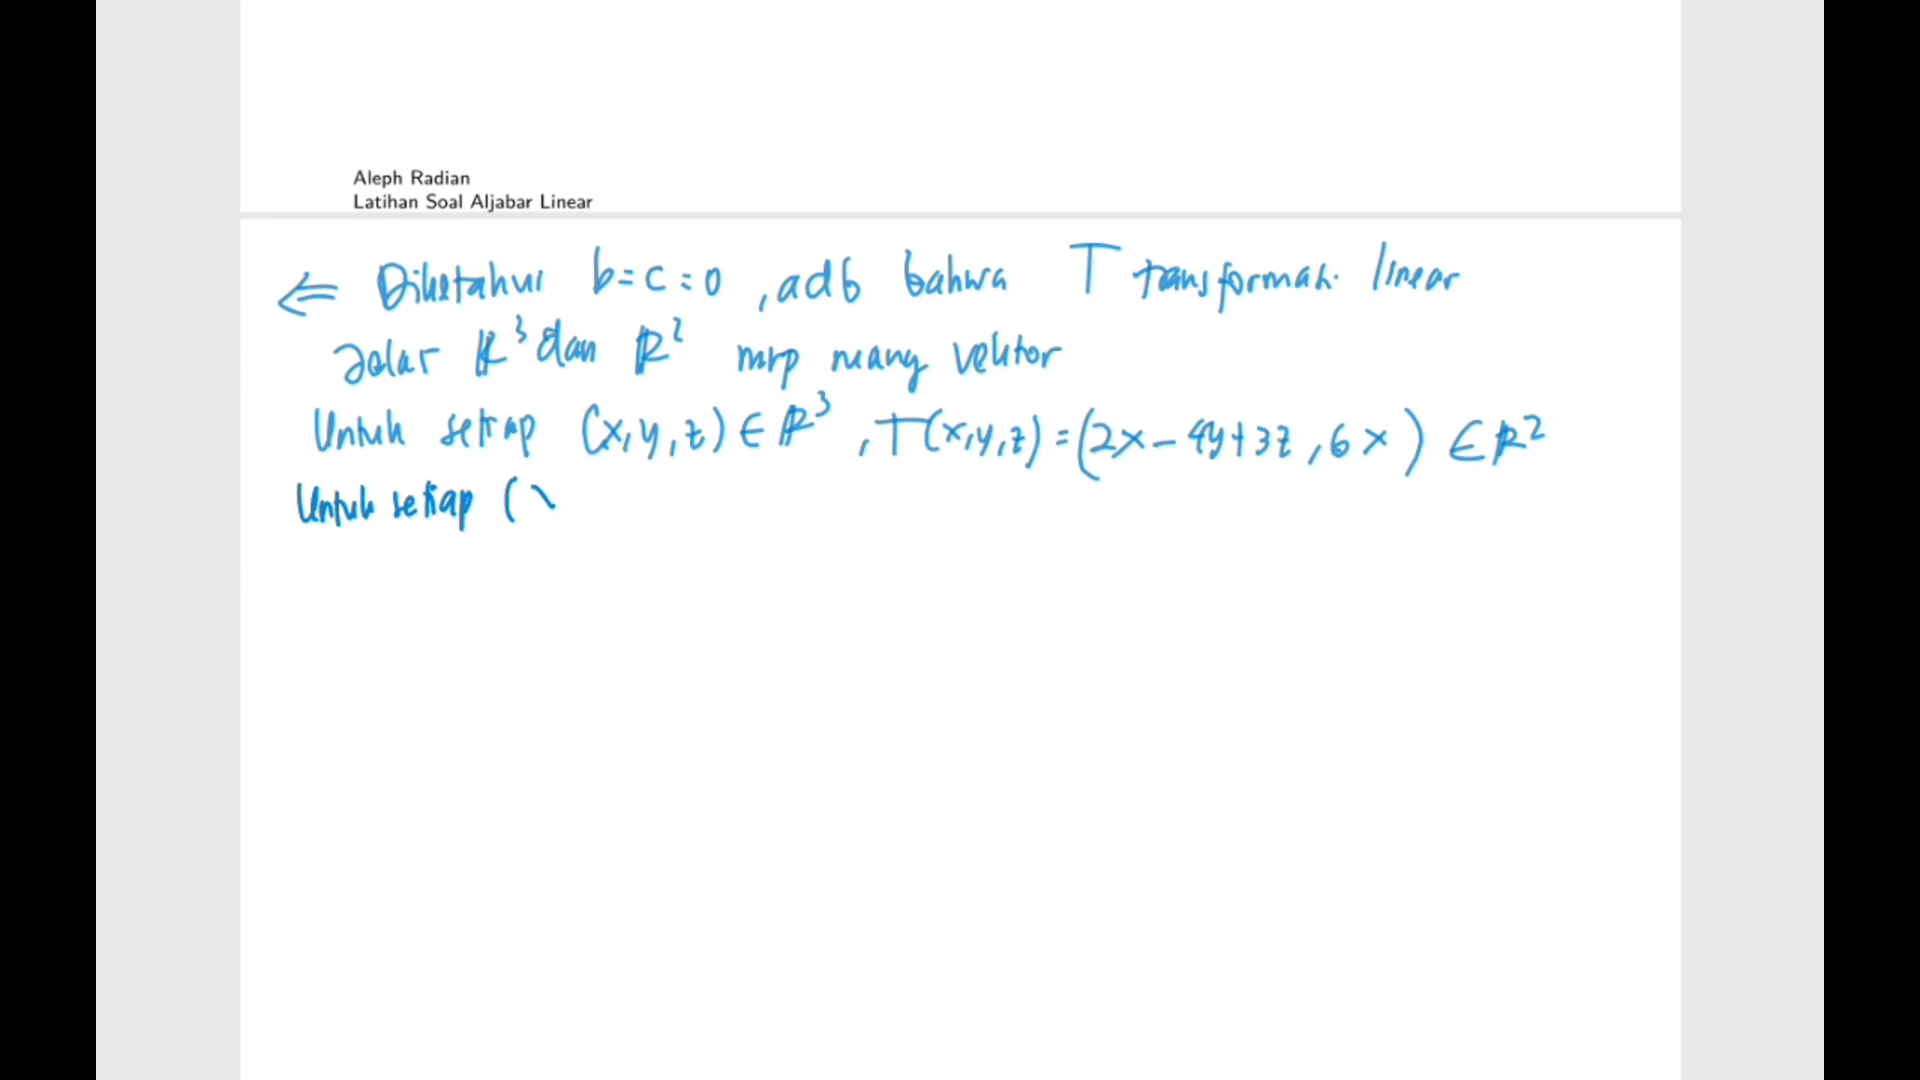 Aleph Radian
Latihan Soal Aljabar Linear
⇐ Diketahui b=c=0, adb bahwa T transformasi linear
Jelas R³ dan R² mrp ruang vektor
Untuk setiap (x,y,z) ∈ R³, T(x,y,z) = (2x-4y+3z, 6x) ∈ R²
Untuk setiap (